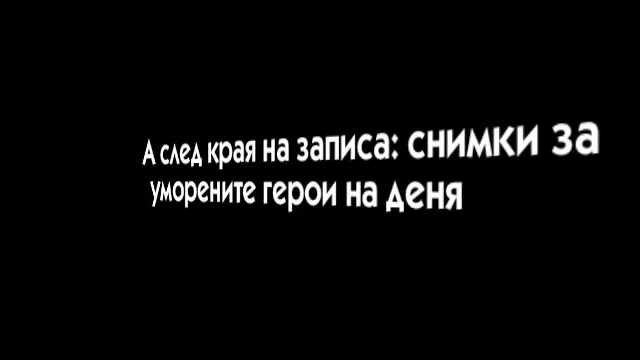 А след края на записа: снимки за
уморените герои на деня